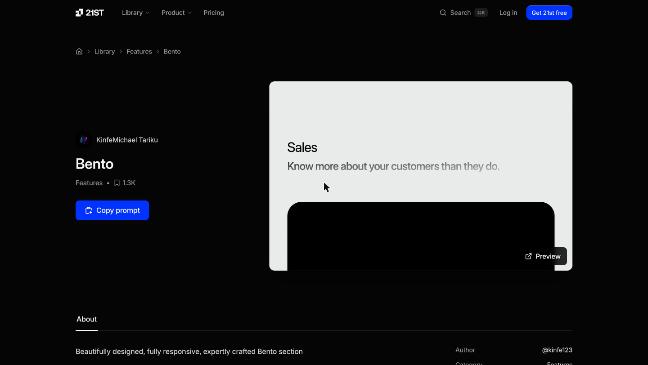 21ST
Library
Product
Pricing
Search
⌘K
Log in
Get 21st free
Library
Features
Bento
KinfeMichael Tariku
Bento
Features • 1.3K
Copy prompt
Sales
Know more about your customers than they do.
Preview
About
Beautifully designed, fully responsive, expertly crafted Bento section
Author
@kinfe123
Category
Features